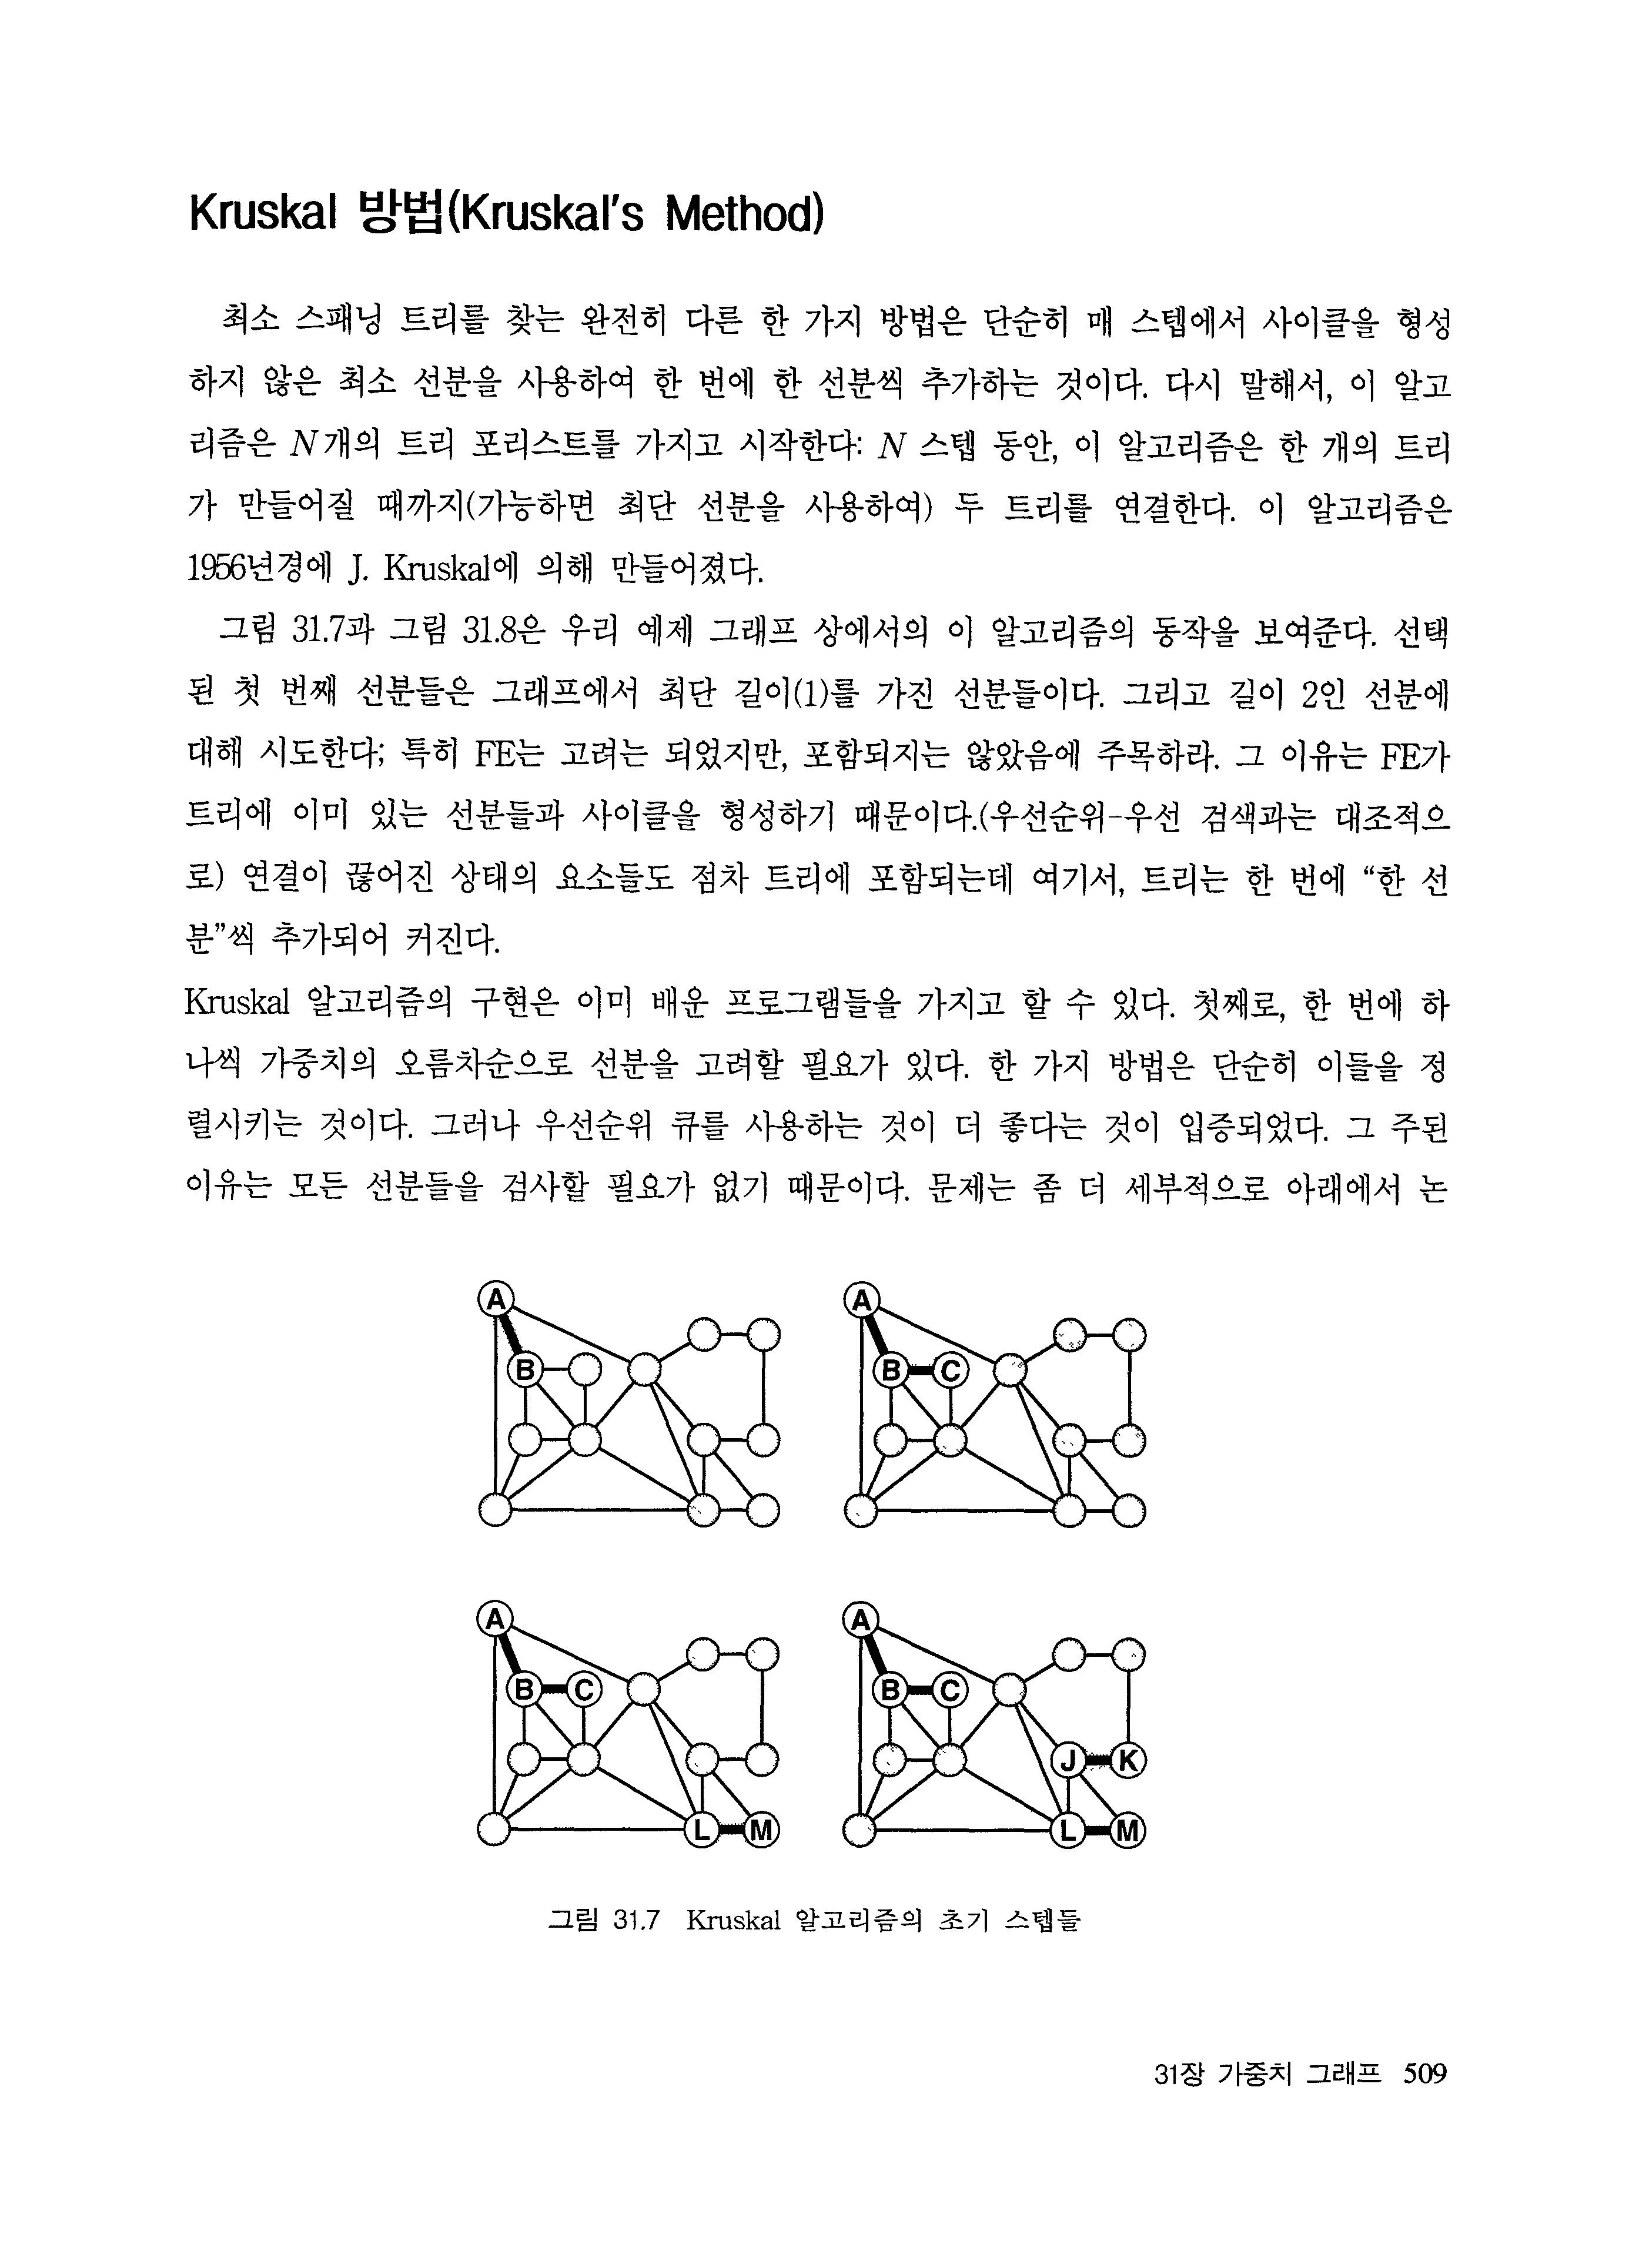 Kruskal 방법(Kruskal's Method)
최소 스패닝 트리를 찾는 완전히 다른 한 가지 방법은 단순히 매 스텝에서 사이클을 형성
하지 않은 최소 선분을 사용하여 한 번에 한 선분씩 추가하는 것이다. 다시 말해서, 이 알고
리즘은 N개의 트리 포리스트를 가지고 시작한다: N 스텝 동안, 이 알고리즘은 한 개의 트리
가 만들어질 때까지(가능하면 최단 선분을 사용하여) 두 트리를 연결한다. 이 알고리즘은
1956년경에 J. Kruskal에 의해 만들어졌다.
그림 31.7과 그림 31.8은 우리 예제 그래프 상에서의 이 알고리즘의 동작을 보여준다. 선택
된 첫 번째 선분들은 그래프에서 최단 길이(1)를 가진 선분들이다. 그리고 길이 2인 선분에
대해 시도한다; 특히 FE는 고려는 되었지만, 포함되지는 않았음에 주목하라. 그 이유는 FE가
트리에 이미 있는 선분들과 사이클을 형성하기 때문이다.(우선순위-우선 검색과는 대조적으
로) 연결이 끊어진 상태의 요소들도 점차 트리에 포함되는데 여기서, 트리는 한 번에 “한 선
분”씩 추가되어 커진다.
Kruskal 알고리즘의 구현은 이미 배운 프로그램들을 가지고 할 수 있다. 첫째로, 한 번에 하
나씩 가중치의 오름차순으로 선분을 고려할 필요가 있다. 한 가지 방법은 단순히 이들을 정
렬시키는 것이다. 그러나 우선순위 큐를 사용하는 것이 더 좋다는 것이 입증되었다. 그 주된
이유는 모든 선분들을 검사할 필요가 없기 때문이다. 문제는 좀 더 세부적으로 아래에서 논
A A
B B C
A A
B C B C
J K
L M L M
그림 31.7 Kruskal 알고리즘의 초기 스텝들
31장 가중치 그래프 509